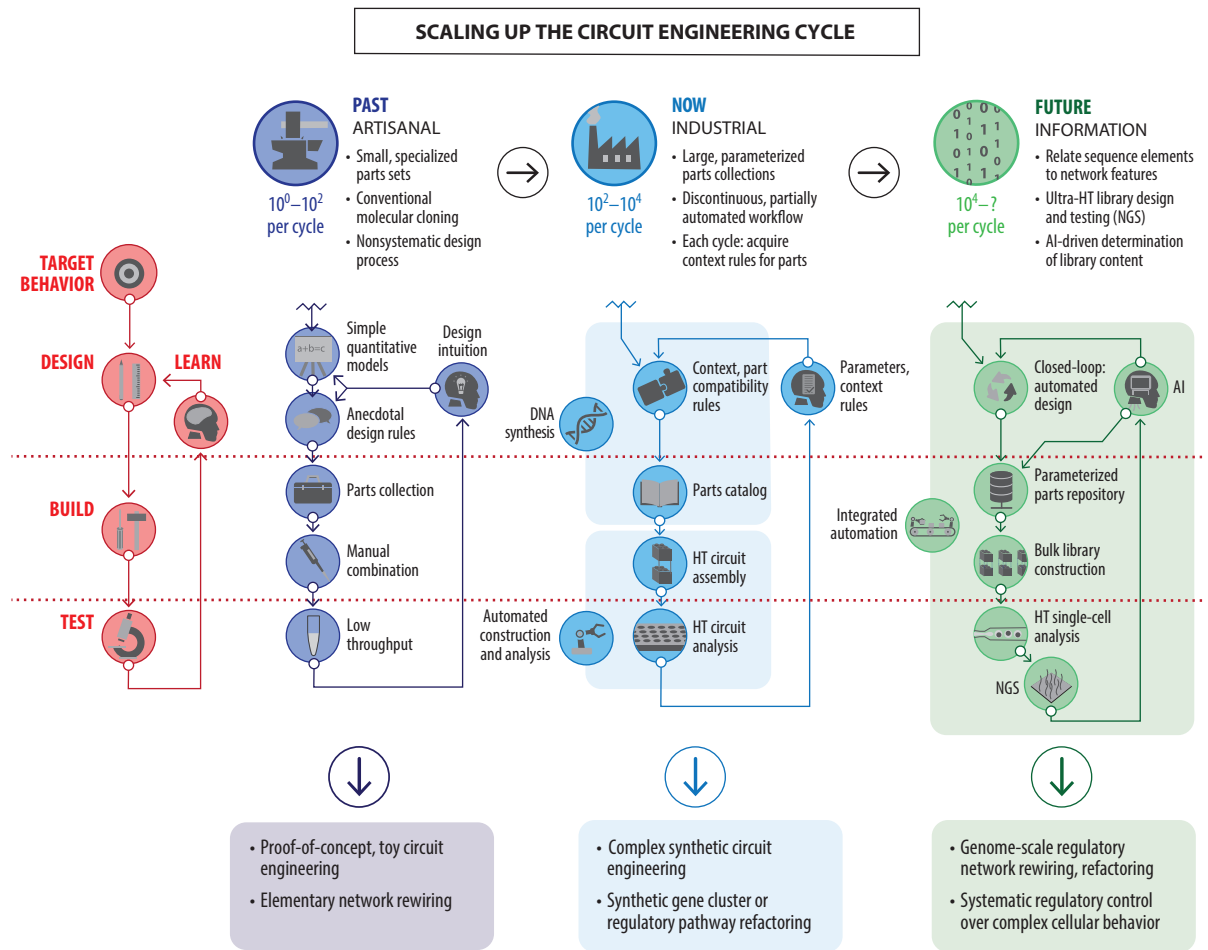 SCALING UP THE CIRCUIT ENGINEERING CYCLE
PAST
ARTISANAL
• Small, specialized
parts sets
• Conventional
molecular cloning
• Nonsystematic design
process
10⁰–10²
per cycle
NOW
INDUSTRIAL
• Large, parameterized
parts collections
• Discontinuous, partially
automated workflow
• Each cycle: acquire
context rules for parts
10²–10⁴
per cycle
FUTURE
INFORMATION
• Relate sequence elements
to network features
• Ultra-HT library design
and testing (NGS)
• AI-driven determination
of library content
10⁴–?
per cycle
TARGET
BEHAVIOR
DESIGN
LEARN
BUILD
TEST
a+b=c
Simple
quantitative
models
Design
intuition
Anecdotal
design rules
Parts collection
Manual
combination
Low
throughput
DNA
synthesis
Context, part
compatibility
rules
Parameters,
context
rules
Parts catalog
HT circuit
assembly
Automated
construction
and analysis
HT circuit
analysis
Closed-loop:
automated
design
AI
Parameterized
parts repository
Integrated
automation
Bulk library
construction
HT single-cell
analysis
NGS
• Proof-of-concept, toy circuit
engineering
• Elementary network rewiring
• Complex synthetic circuit
engineering
• Synthetic gene cluster or
regulatory pathway refactoring
• Genome-scale regulatory
network rewiring, refactoring
• Systematic regulatory control
over complex cellular behavior